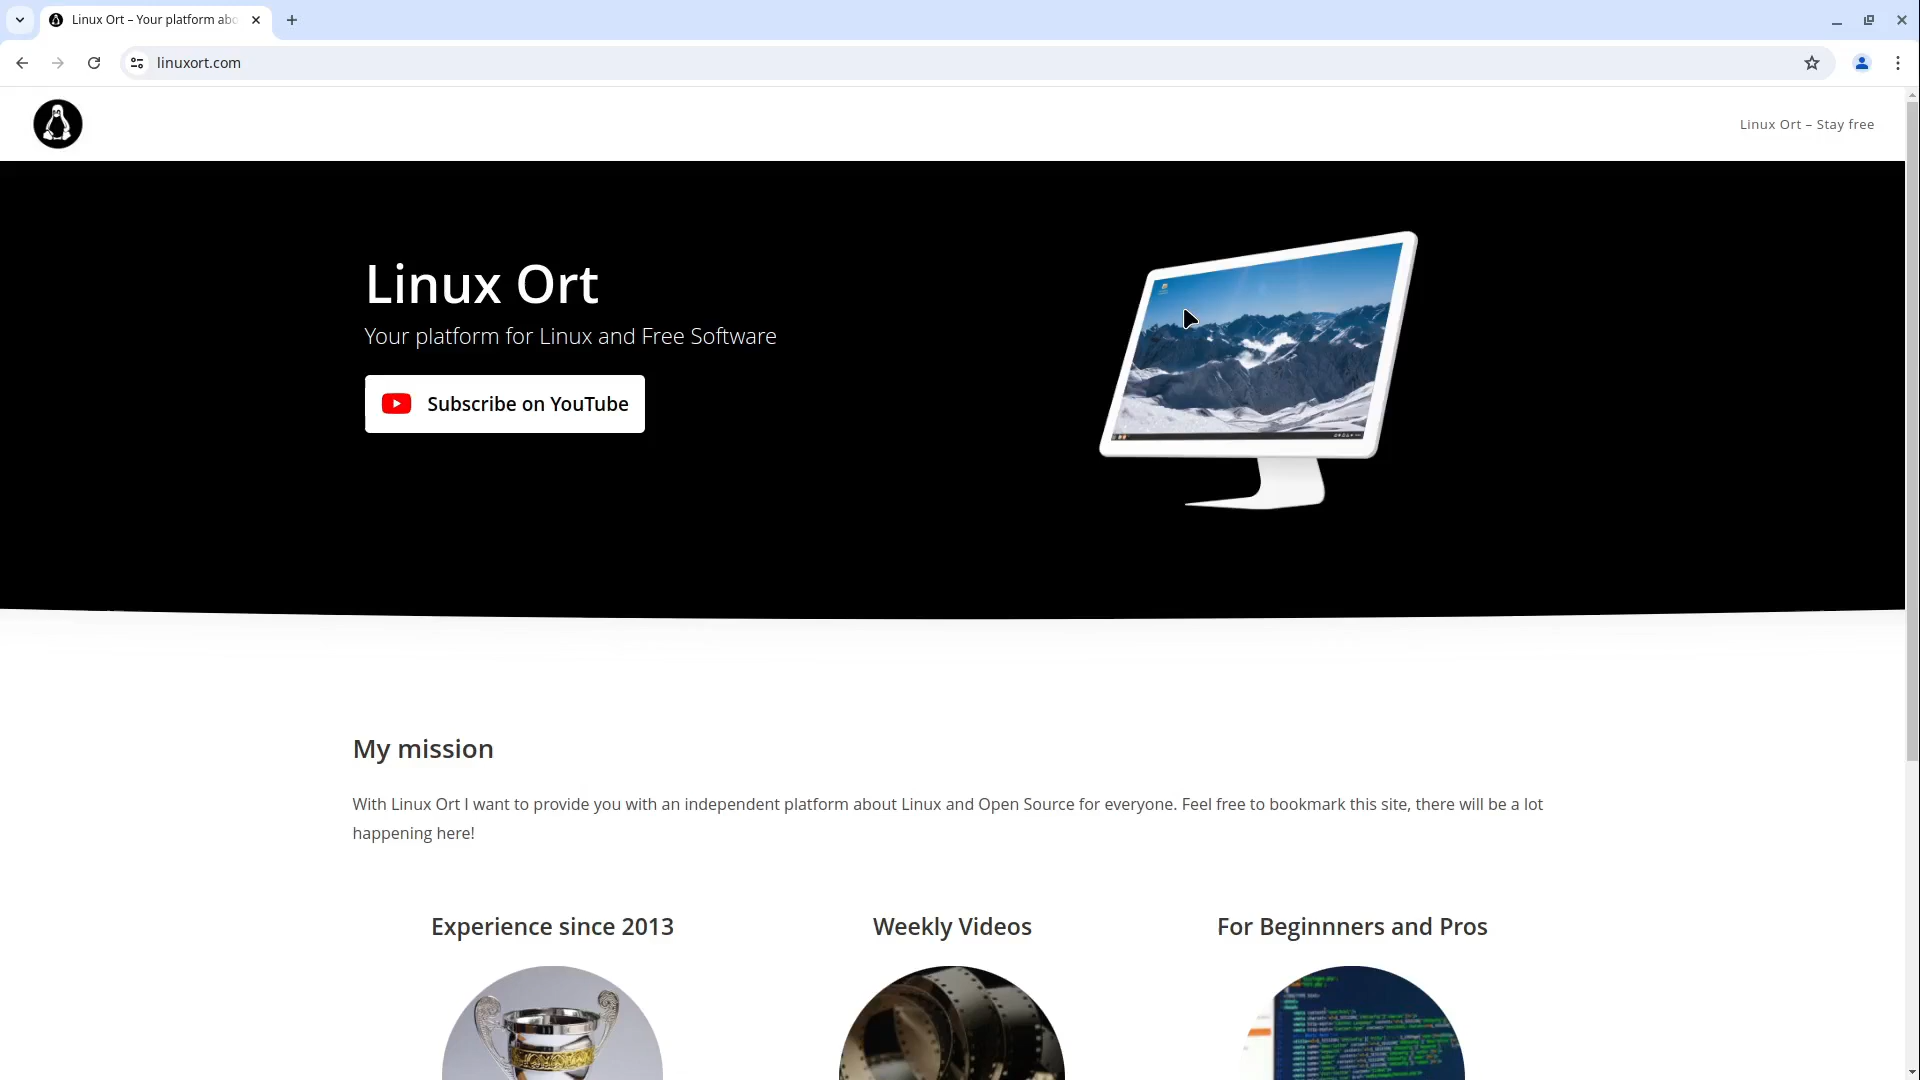 Linux Ort – Your platform abo
linuxort.com
Linux Ort – Stay free
Linux Ort
Your platform for Linux and Free Software
Subscribe on YouTube
My mission
With Linux Ort I want to provide you with an independent platform about Linux and Open Source for everyone. Feel free to bookmark this site, there will be a lot
happening here!
Experience since 2013
Weekly Videos
For Beginnners and Pros